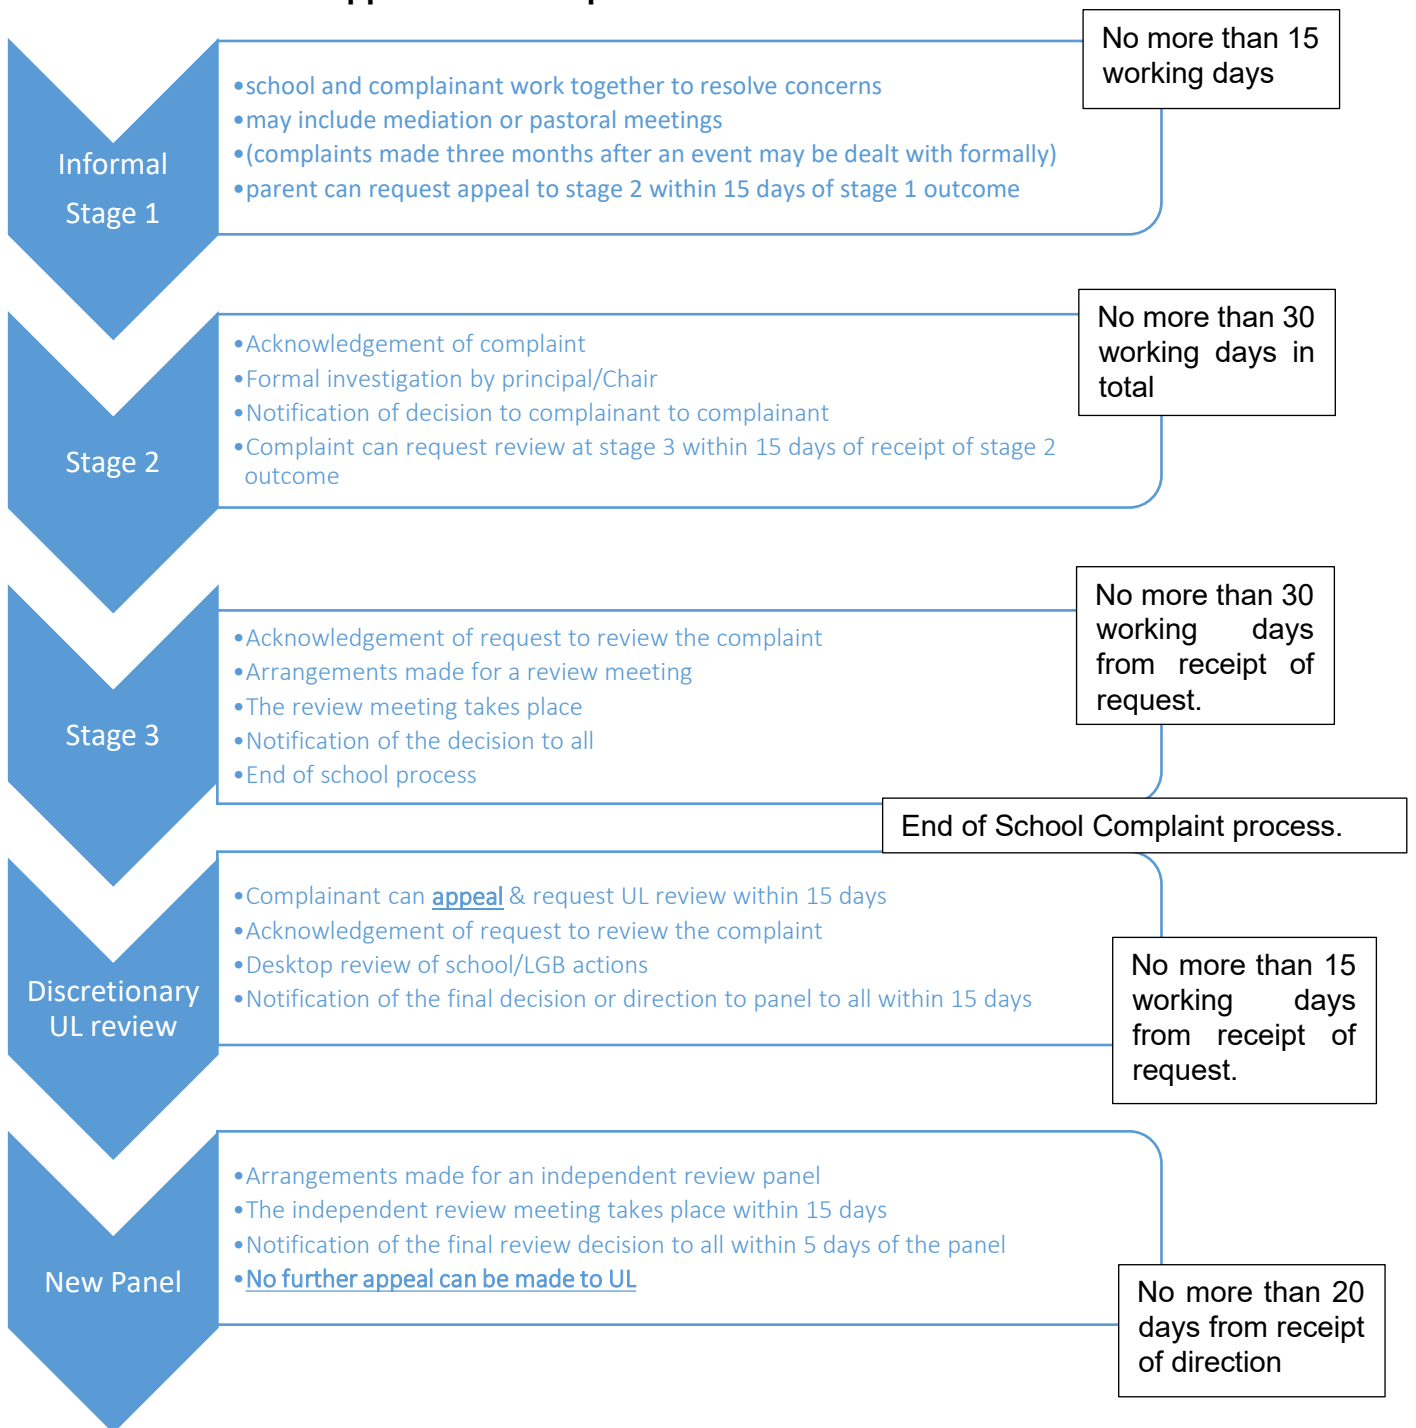 No more than 15
working days
Informal
Stage 1
•school and complainant work together to resolve concerns
•may include mediation or pastoral meetings
•(complaints made three months after an event may be dealt with formally)
•parent can request appeal to stage 2 within 15 days of stage 1 outcome
No more than 30
working days in
total
Stage 2
•Acknowledgement of complaint
•Formal investigation by principal/Chair
•Notification of decision to complainant to complainant
•Complaint can request review at stage 3 within 15 days of receipt of stage 2
outcome
No more than 30
working days
from receipt of
request.
Stage 3
•Acknowledgement of request to review the complaint
•Arrangements made for a review meeting
•The review meeting takes place
•Notification of the decision to all
•End of school process
End of School Complaint process.
Discretionary
UL review
•Complainant can appeal & request UL review within 15 days
•Acknowledgement of request to review the complaint
•Desktop review of school/LGB actions
•Notification of the final decision or direction to panel to all within 15 days
No more than 15
working days
from receipt of
request.
New Panel
•Arrangements made for an independent review panel
•The independent review meeting takes place within 15 days
•Notification of the final review decision to all within 5 days of the panel
•No further appeal can be made to UL
No more than 20
days from receipt
of direction